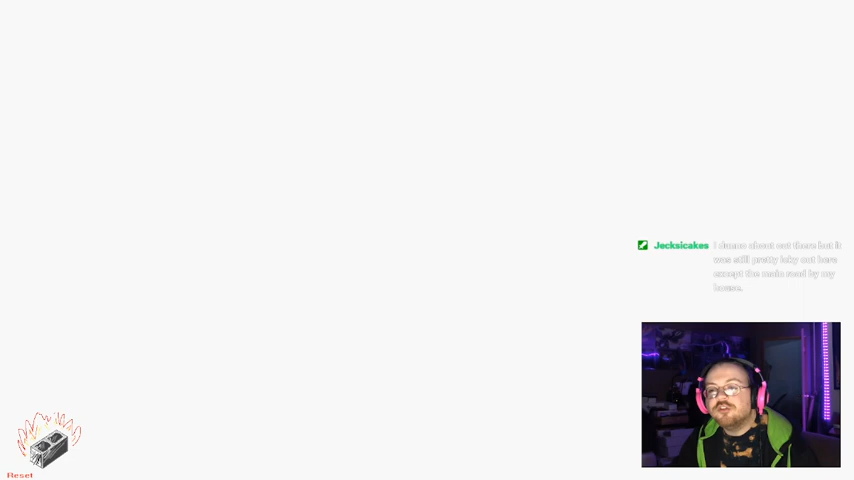 Jecksicakes I dunno about out there but it
was still pretty icky out here
except the main road by my
house.
Reset